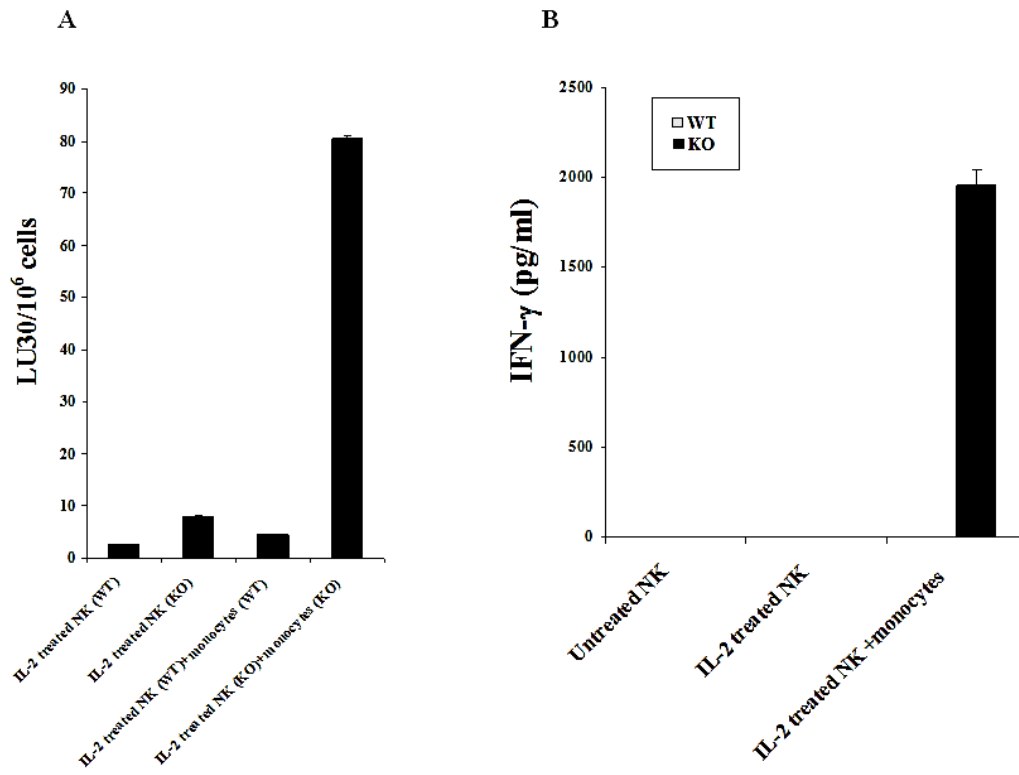 A
B
LU30/10⁶ cells
90
80
70
60
50
40
30
20
10
0
IL-2 treated NK (WT)
IL-2 treated NK (KO)
IL-2 treated NK (WT)+monocytes (WT)
IL-2 treated NK (KO)+monocytes (KO)
IFN-γ (pg/ml)
2500
2000
1500
1000
500
0
WT
KO
Untreated NK
IL-2 treated NK
IL-2 treated NK +monocytes